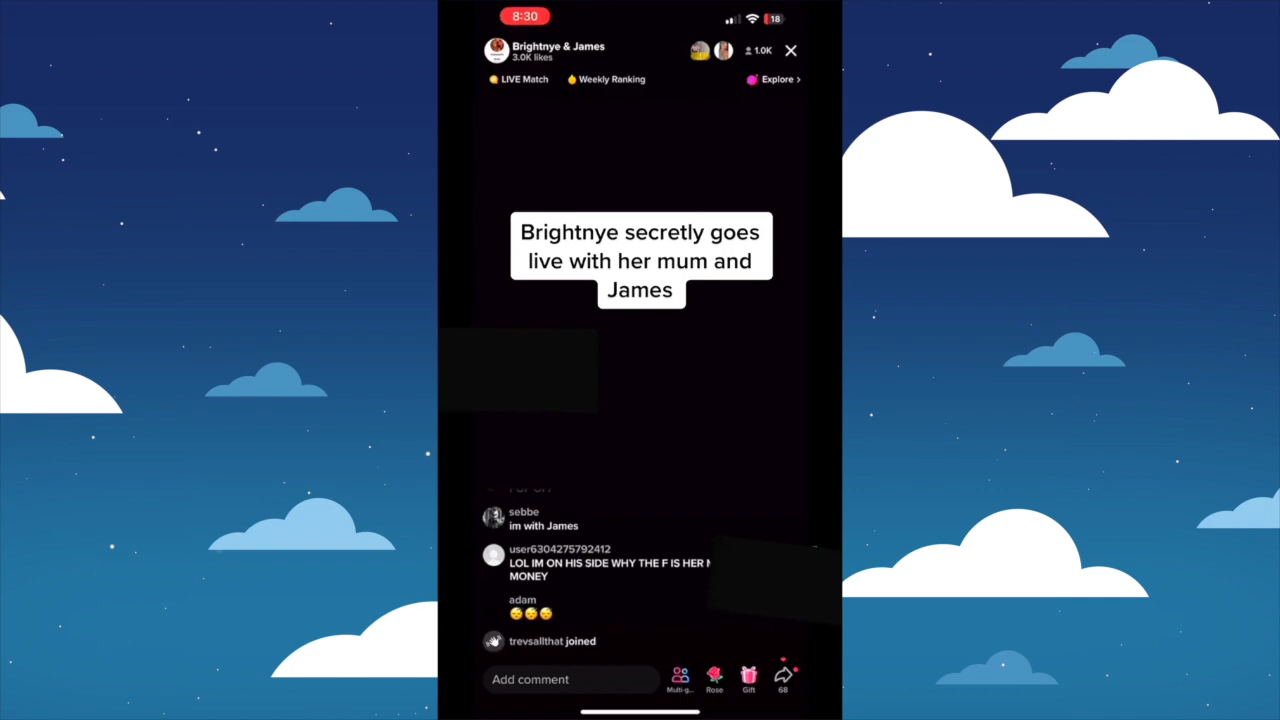 8:30
18
Brightnye & James
3.0K likes
1.0K
LIVE Match
Weekly Ranking
Explore >
Brightnye secretly goes
live with her mum and
James
sebbe
im with James
user6304275792412
LOL IM ON HIS SIDE WHY THE F IS HER
MONEY
adam
😴😴😴
trevsallthat joined
Add comment
Multi-g...
Rose
Gift
68